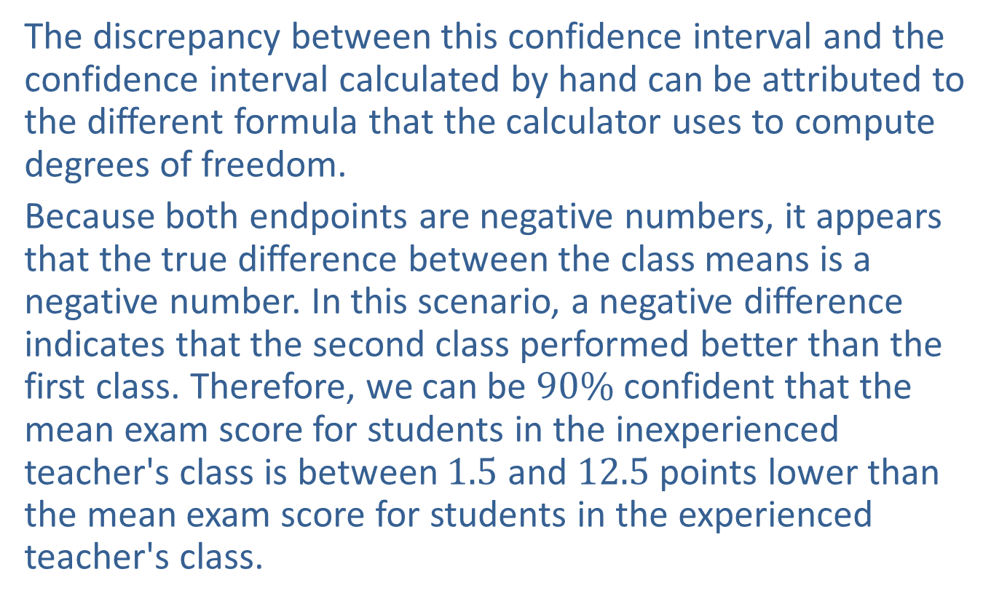 The discrepancy between this confidence interval and the
confidence interval calculated by hand can be attributed to
the different formula that the calculator uses to compute
degrees of freedom.
Because both endpoints are negative numbers, it appears
that the true difference between the class means is a
negative number. In this scenario, a negative difference
indicates that the second class performed better than the
first class. Therefore, we can be 90% confident that the
mean exam score for students in the inexperienced
teacher's class is between 1.5 and 12.5 points lower than
the mean exam score for students in the experienced
teacher's class.